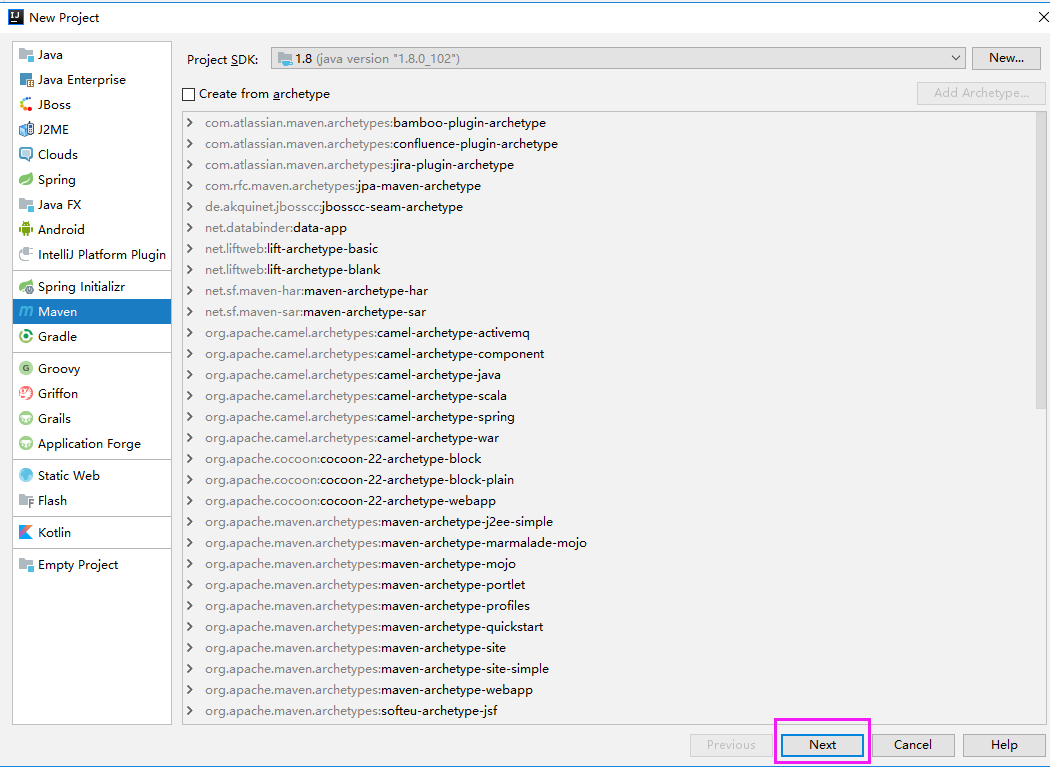 New Project
Java
Java Enterprise
JBoss
J2ME
Clouds
Spring
Java FX
Android
IntelliJ Platform Plugin
Spring Initializr
Maven
Gradle
Groovy
Griffon
Grails
Application Forge
Static Web
Flash
Kotlin
Empty Project
Project SDK: 1.8 (java version "1.8.0_102") New...
Create from archetype Add Archetype...
com.atlassian.maven.archetypes:bamboo-plugin-archetype
com.atlassian.maven.archetypes:confluence-plugin-archetype
com.atlassian.maven.archetypes:jira-plugin-archetype
com.rfc.maven.archetypes:jpa-maven-archetype
de.akquinet.jbosscc:jbosscc-seam-archetype
net.databinder:data-app
net.liftweb:lift-archetype-basic
net.liftweb:lift-archetype-blank
net.sf.maven-har:maven-archetype-har
net.sf.maven-sar:maven-archetype-sar
org.apache.camel.archetypes:camel-archetype-activemq
org.apache.camel.archetypes:camel-archetype-component
org.apache.camel.archetypes:camel-archetype-java
org.apache.camel.archetypes:camel-archetype-scala
org.apache.camel.archetypes:camel-archetype-spring
org.apache.camel.archetypes:camel-archetype-war
org.apache.cocoon:cocoon-22-archetype-block
org.apache.cocoon:cocoon-22-archetype-block-plain
org.apache.cocoon:cocoon-22-archetype-webapp
org.apache.maven.archetypes:maven-archetype-j2ee-simple
org.apache.maven.archetypes:maven-archetype-marmalade-mojo
org.apache.maven.archetypes:maven-archetype-mojo
org.apache.maven.archetypes:maven-archetype-portlet
org.apache.maven.archetypes:maven-archetype-profiles
org.apache.maven.archetypes:maven-archetype-quickstart
org.apache.maven.archetypes:maven-archetype-site
org.apache.maven.archetypes:maven-archetype-site-simple
org.apache.maven.archetypes:maven-archetype-webapp
org.apache.maven.archetypes:softeu-archetype-jsf
Previous Next Cancel Help